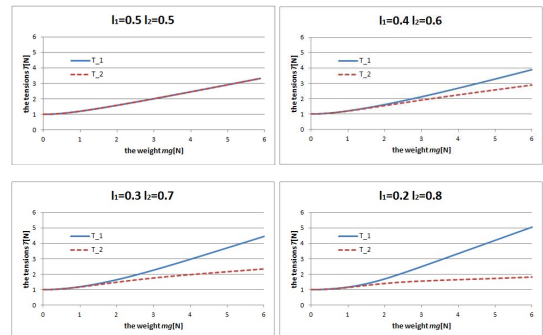 l₁=0.5 l₂=0.5
the tensions T[N]
6
5
4
3
2
1
0
T_1
T_2
0 1 2 3 4 5 6
the weight mg[N]
l₁=0.4 l₂=0.6
the tensions T[N]
6
5
4
3
2
1
0
T_1
T_2
0 1 2 3 4 5 6
the weight mg[N]
l₁=0.3 l₂=0.7
the tensions T[N]
6
5
4
3
2
1
0
T_1
T_2
0 1 2 3 4 5 6
the weight mg[N]
l₁=0.2 l₂=0.8
the tensions T[N]
6
5
4
3
2
1
0
T_1
T_2
0 1 2 3 4 5 6
the weight mg[N]